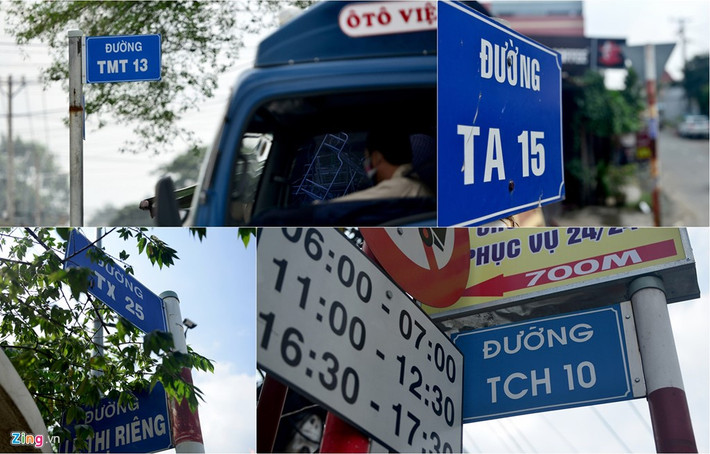 ĐƯỜNG
TMT 13
ÔTÔ VIỆ
ĐƯỜNG
TA 15
ĐƯỜNG
TX 25
ĐƯỜNG
THỊ RIÊNG
06:00 - 07:00
11:00 - 12:30
16:30 - 17:30
PHỤC VỤ 24/24
700M
ĐƯỜNG
TCH 10
Zing.vn